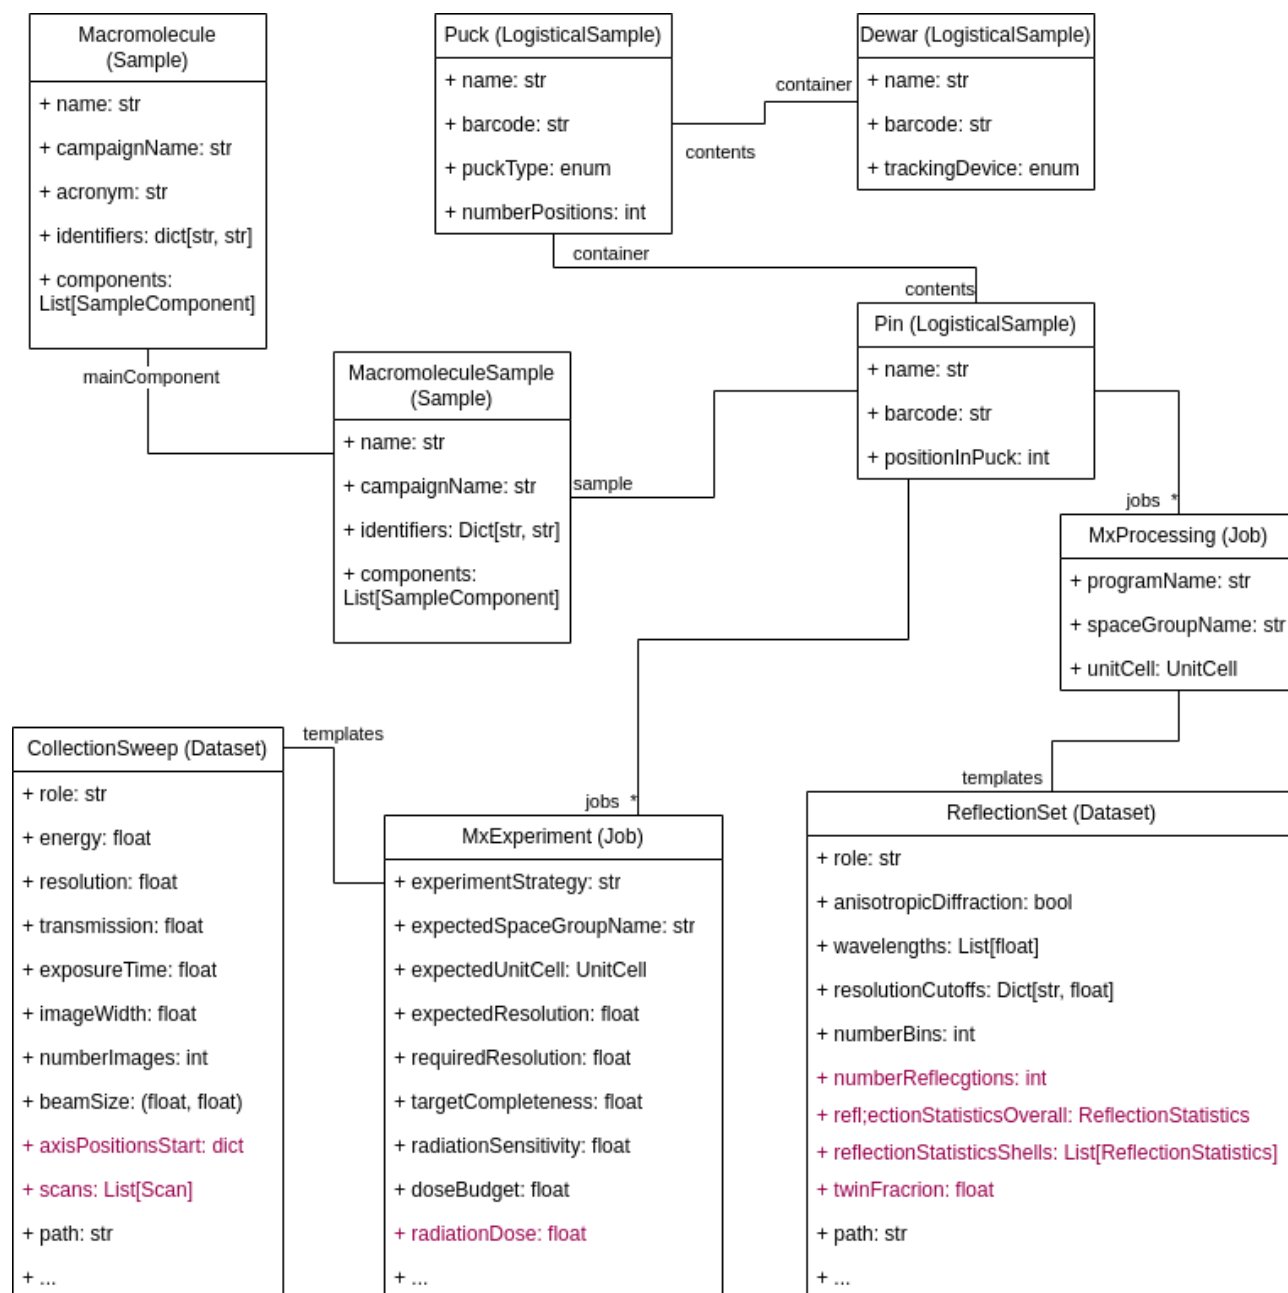 Macromolecule
(Sample)
+ name: str
+ campaignName: str
+ acronym: str
+ identifiers: dict[str, str]
+ components:
List[SampleComponent]
mainComponent
Puck (LogisticalSample)
+ name: str
+ barcode: str
+ puckType: enum
+ numberPositions: int
container
contents
Dewar (LogisticalSample)
+ name: str
+ barcode: str
+ trackingDevice: enum
container
contents
Pin (LogisticalSample)
+ name: str
+ barcode: str
+ positionInPuck: int
MacromoleculeSample
(Sample)
+ name: str
+ campaignName: str
+ identifiers: Dict[str, str]
+ components:
List[SampleComponent]
sample
jobs *
MxProcessing (Job)
+ programName: str
+ spaceGroupName: str
+ unitCell: UnitCell
CollectionSweep (Dataset)
+ role: str
+ energy: float
+ resolution: float
+ transmission: float
+ exposureTime: float
+ imageWidth: float
+ numberImages: int
+ beamSize: (float, float)
+ axisPositionsStart: dict
+ scans: List[Scan]
+ path: str
+ ...
templates
jobs *
MxExperiment (Job)
+ experimentStrategy: str
+ expectedSpaceGroupName: str
+ expectedUnitCell: UnitCell
+ expectedResolution: float
+ requiredResolution: float
+ targetCompleteness: float
+ radiationSensitivity: float
+ doseBudget: float
+ radiationDose: float
+ ...
templates
ReflectionSet (Dataset)
+ role: str
+ anisotropicDiffraction: bool
+ wavelengths: List[float]
+ resolutionCutoffs: Dict[str, float]
+ numberBins: int
+ numberReflecgtions: int
+ refl;ectionStatisticsOverall: ReflectionStatistics
+ reflectionStatisticsShells: List[ReflectionStatistics]
+ twinFracrion: float
+ path: str
+ ...